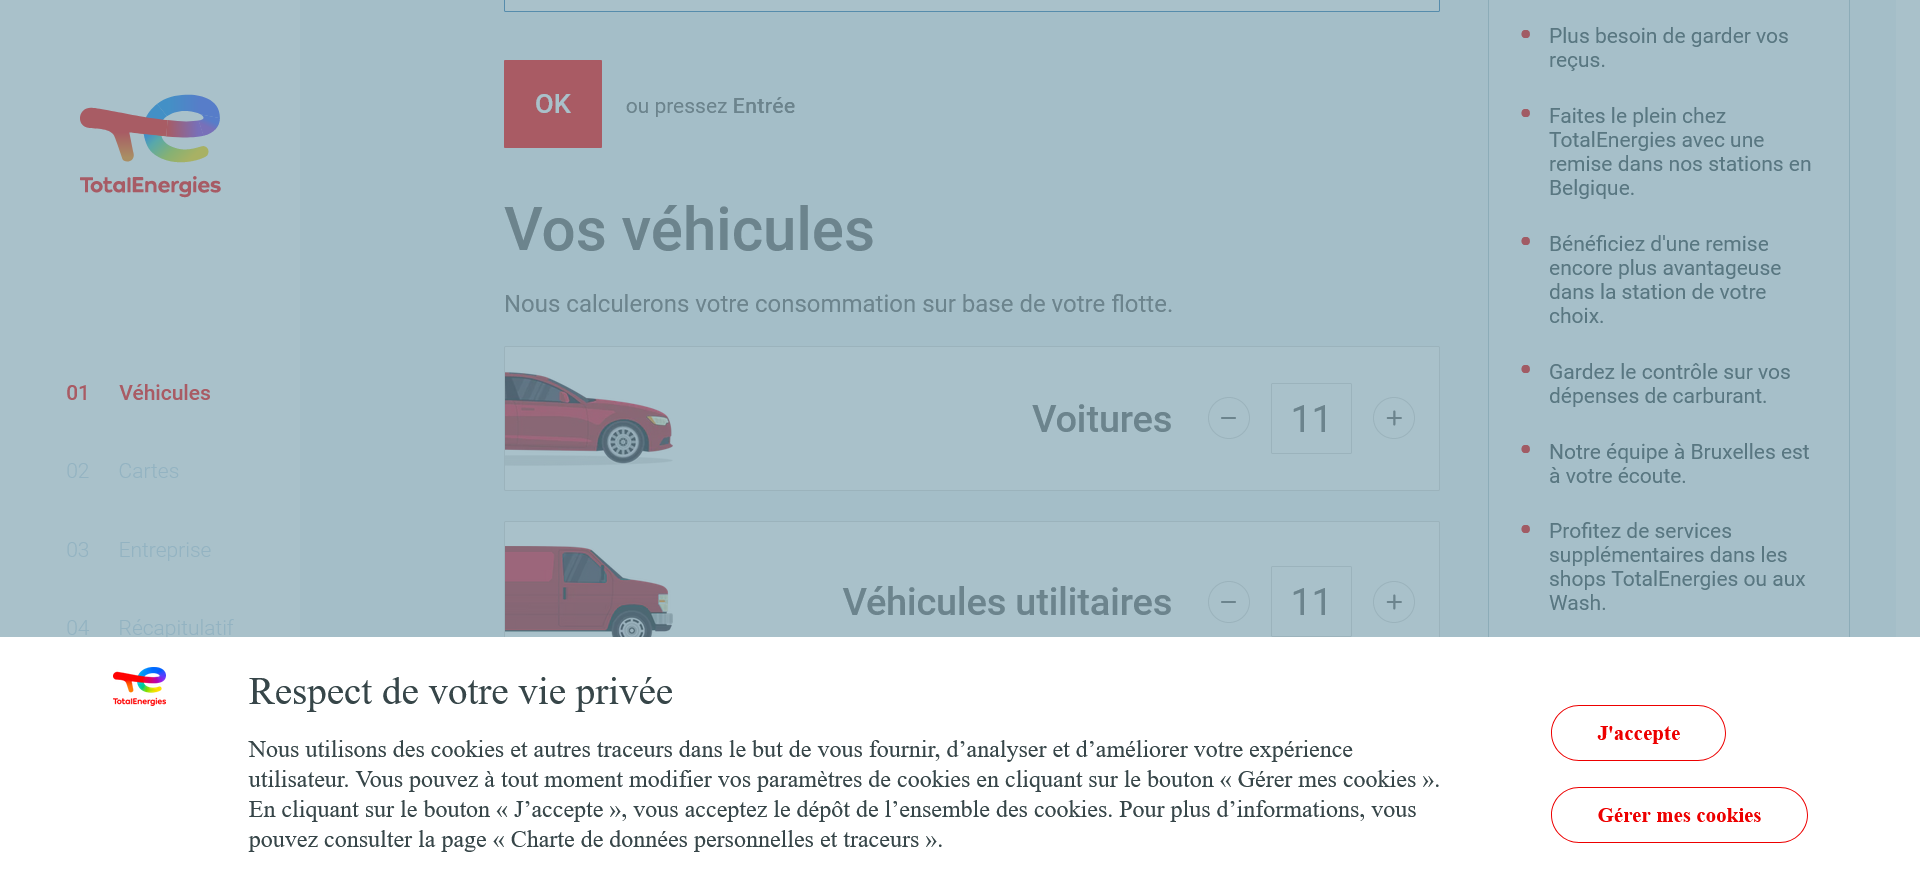 TotalEnergies
01 Véhicules
02 Cartes
03 Entreprise
04 Récapitulatif
OK
ou pressez Entrée
Vos véhicules
Nous calculerons votre consommation sur base de votre flotte.
Voitures − 11 +
Véhicules utilitaires − 11 +
Plus besoin de garder vos
reçus.
Faites le plein chez
TotalEnergies avec une
remise dans nos stations en
Belgique.
Bénéficiez d'une remise
encore plus avantageuse
dans la station de votre
choix.
Gardez le contrôle sur vos
dépenses de carburant.
Notre équipe à Bruxelles est
à votre écoute.
Profitez de services
supplémentaires dans les
shops TotalEnergies ou aux
Wash.
TotalEnergies
Respect de votre vie privée
Nous utilisons des cookies et autres traceurs dans le but de vous fournir, d’analyser et d’améliorer votre expérience
utilisateur. Vous pouvez à tout moment modifier vos paramètres de cookies en cliquant sur le bouton « Gérer mes cookies ».
En cliquant sur le bouton « J’accepte », vous acceptez le dépôt de l’ensemble des cookies. Pour plus d’informations, vous
pouvez consulter la page « Charte de données personnelles et traceurs ».
J'accepte
Gérer mes cookies